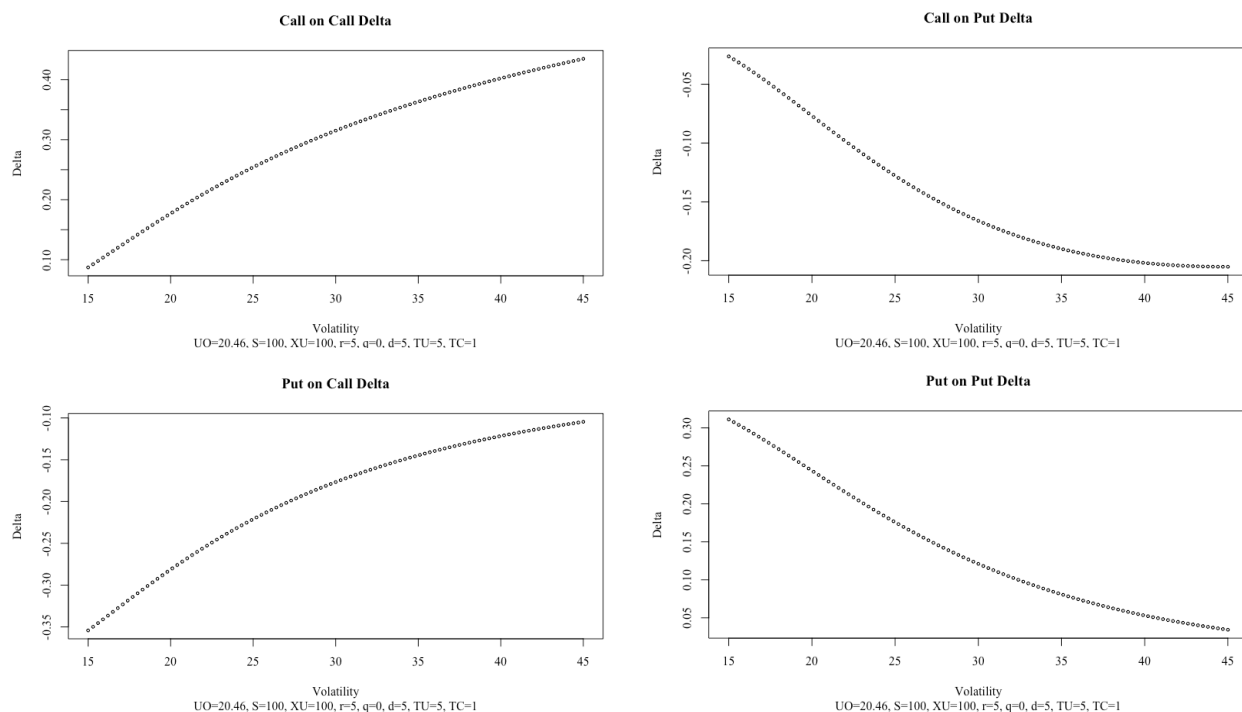 Call on Call Delta
Delta
0.10
0.20
0.30
0.40
15 20 25 30 35 40 45
Volatility
UO=20.46, S=100, XU=100, r=5, q=0, d=5, TU=5, TC=1
Call on Put Delta
Delta
-0.20
-0.15
-0.10
-0.05
15 20 25 30 35 40 45
Volatility
UO=20.46, S=100, XU=100, r=5, q=0, d=5, TU=5, TC=1
Put on Call Delta
Delta
-0.35
-0.30
-0.25
-0.20
-0.15
-0.10
15 20 25 30 35 40 45
Volatility
UO=20.46, S=100, XU=100, r=5, q=0, d=5, TU=5, TC=1
Put on Put Delta
Delta
0.05
0.10
0.15
0.20
0.25
0.30
15 20 25 30 35 40 45
Volatility
UO=20.46, S=100, XU=100, r=5, q=0, d=5, TU=5, TC=1